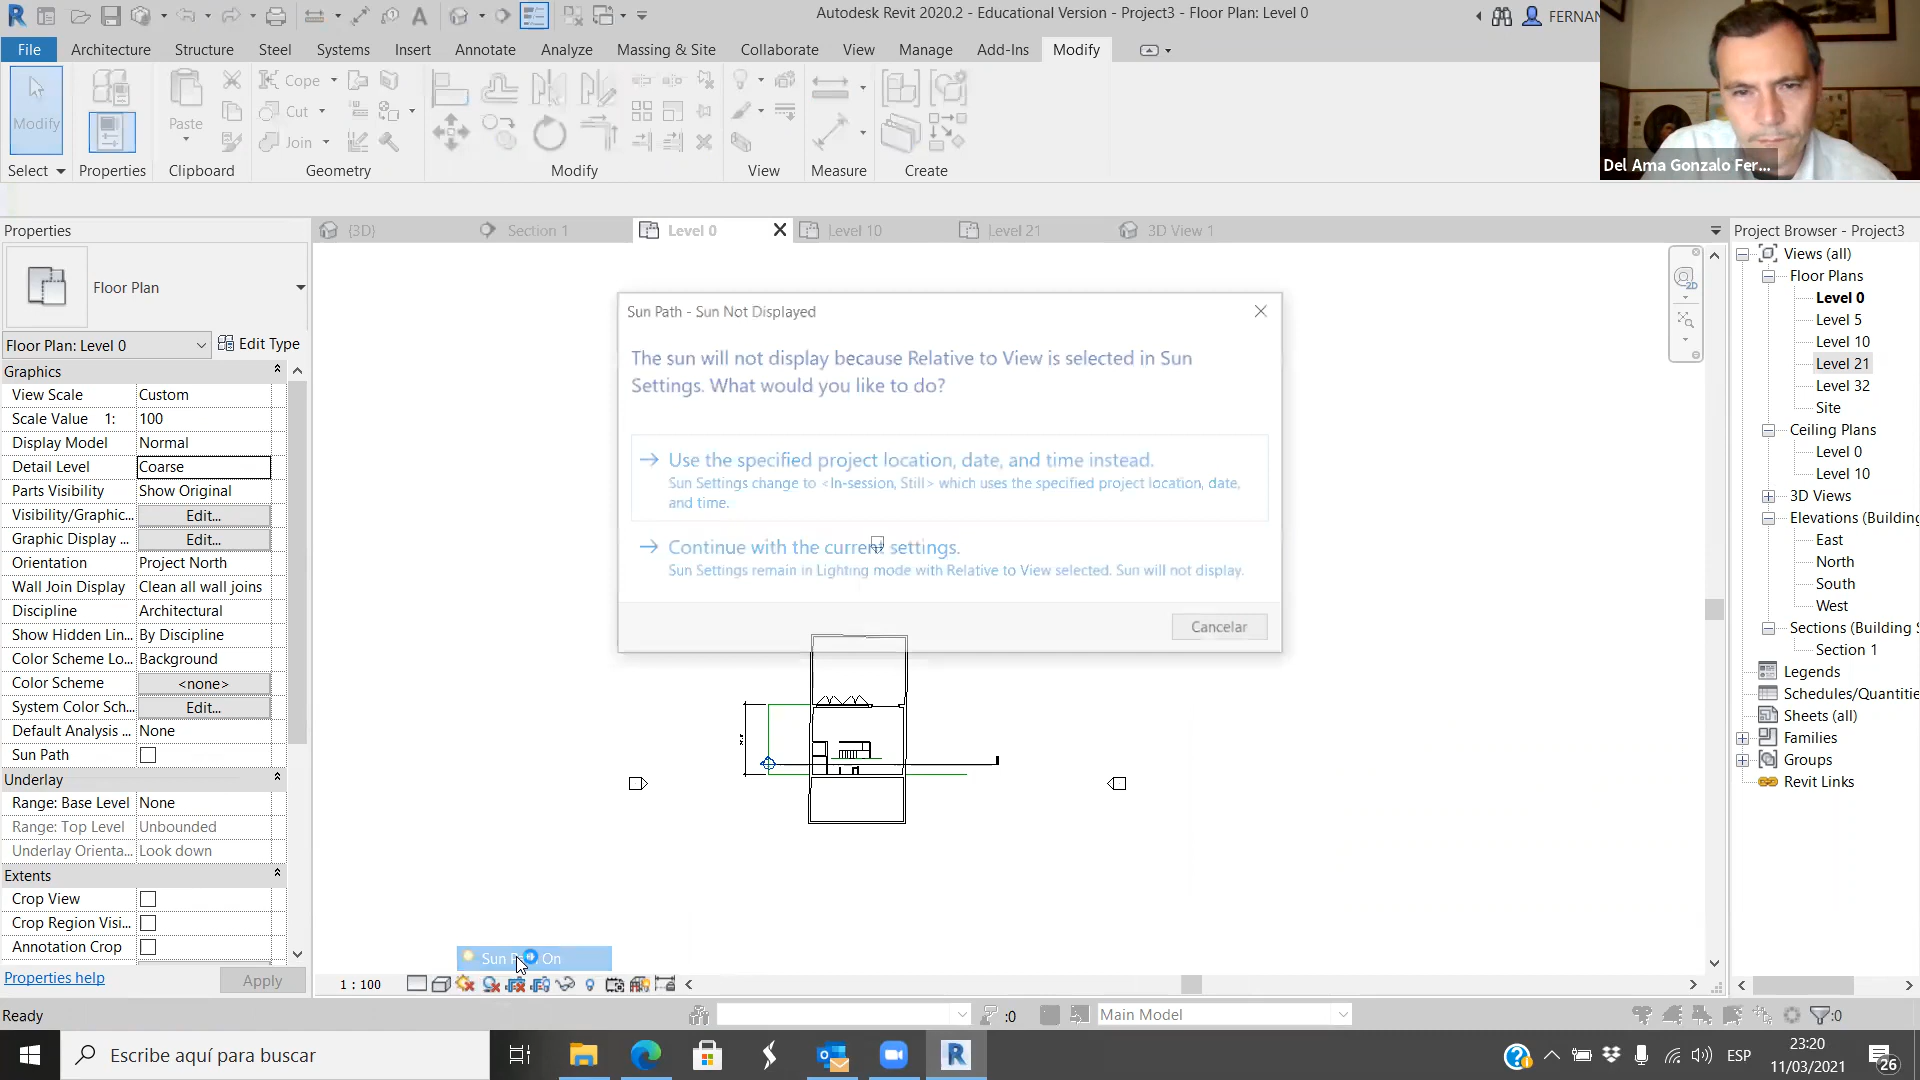 Autodesk Revit 2020.2 - Educational Version - Project3 - Floor Plan: Level 0
FERNAN
File Architecture Structure Steel Systems Insert Annotate Analyze Massing & Site Collaborate View Manage Add-Ins Modify
Modify
Paste
Cope
Cut
Join
Select Properties Clipboard Geometry Modify View Measure Create
Del Ama Gonzalo Fer...
Properties
{3D} Section 1 Level 0 Level 10 Level 21 3D View 1
Project Browser - Project3
Floor Plan
Floor Plan: Level 0 Edit Type
Graphics
View Scale Custom
Scale Value 1: 100
Display Model Normal
Detail Level Coarse
Parts Visibility Show Original
Visibility/Graphic... Edit...
Graphic Display ... Edit...
Orientation Project North
Wall Join Display Clean all wall joins
Discipline Architectural
Show Hidden Lin... By Discipline
Color Scheme Lo... Background
Color Scheme <none>
System Color Sch... Edit...
Default Analysis ... None
Sun Path
Underlay
Range: Base Level None
Range: Top Level Unbounded
Underlay Orienta... Look down
Extents
Crop View
Crop Region Visi...
Annotation Crop
Properties help Apply
Sun Path - Sun Not Displayed
The sun will not display because Relative to View is selected in Sun
Settings. What would you like to do?
Use the specified project location, date, and time instead.
Sun Settings change to <In-session, Still> which uses the specified project location, date,
and time.
Continue with the current settings.
Sun Settings remain in Lighting mode with Relative to View selected. Sun will not display.
Cancelar
Sun P On
1 : 100
Views (all)
Floor Plans
Level 0
Level 5
Level 10
Level 21
Level 32
Site
Ceiling Plans
Level 0
Level 10
3D Views
Elevations (Building
East
North
South
West
Sections (Building S
Section 1
Legends
Schedules/Quantitie
Sheets (all)
Families
Groups
Revit Links
2D
Ready
:0
Main Model
:0
Escribe aquí para buscar
ESP
23:20
11/03/2021
26